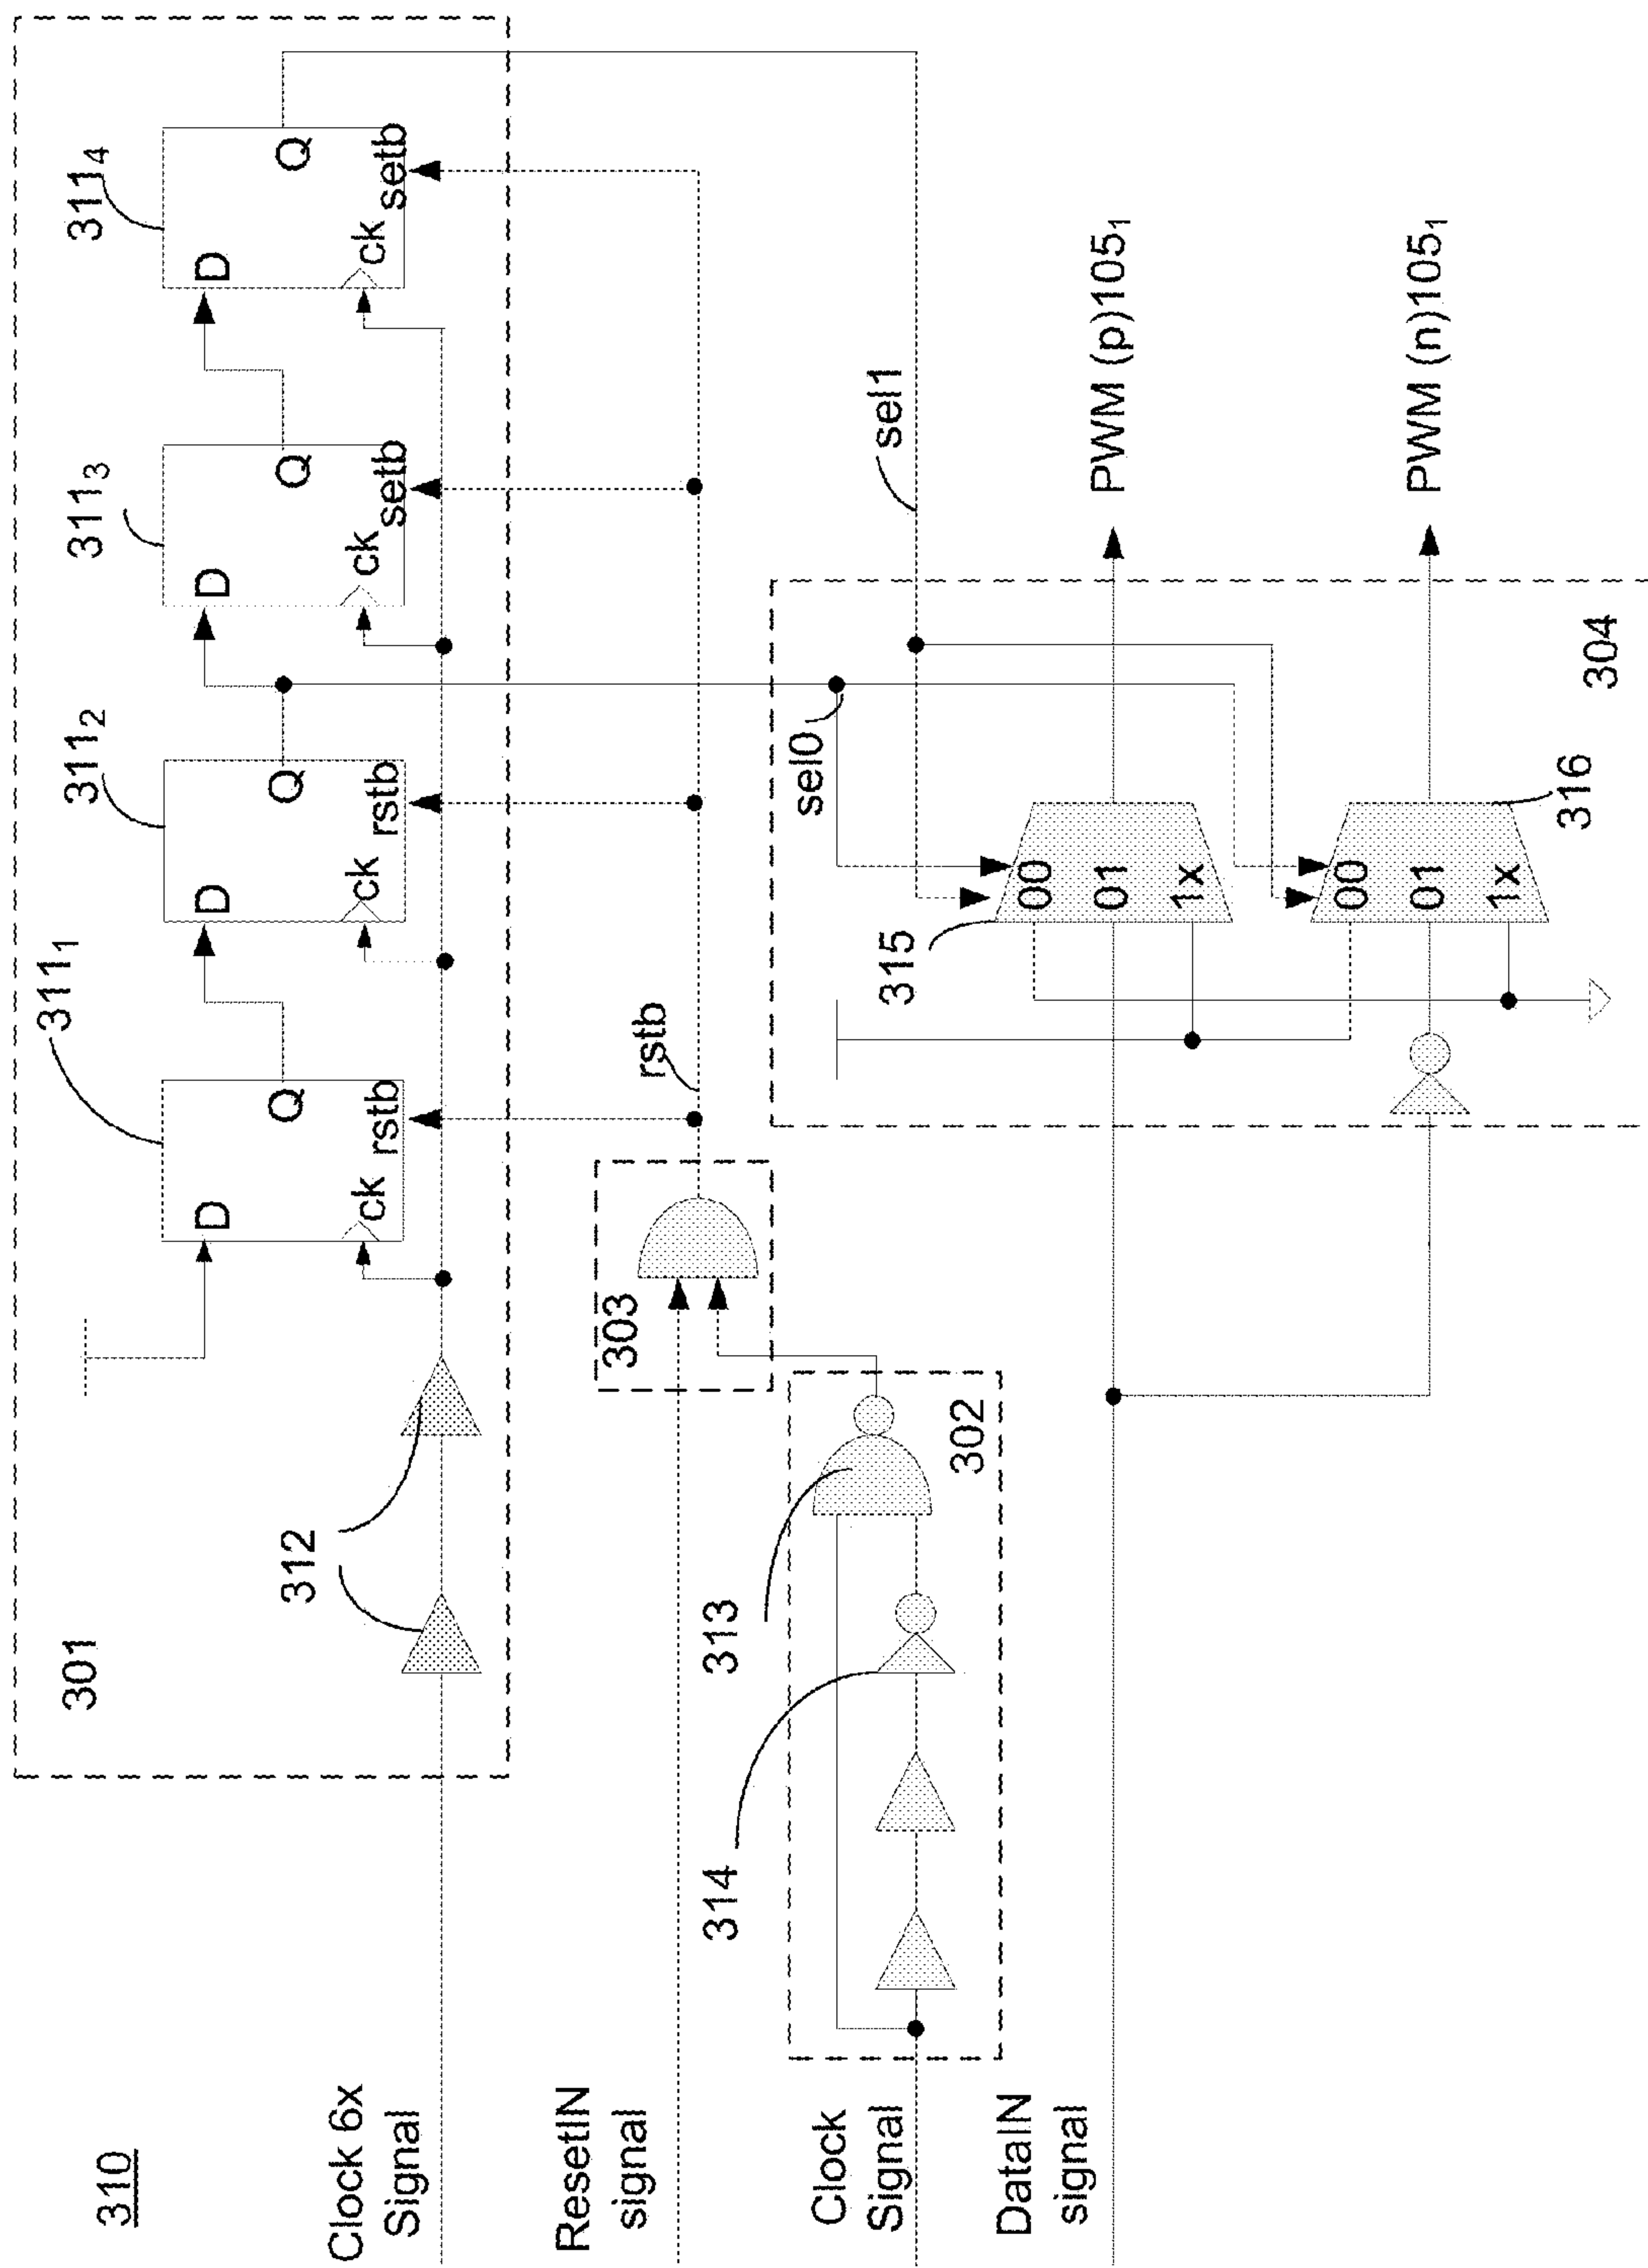 310
301
312
311₁
311₂
311₃
311₄
D
Q
ck
rstb
D
Q
ck
rstb
D
Q
ck
setb
D
Q
ck
setb
Clock 6x
Signal
ResetIN
signal
303
rstb
Clock
Signal
314
313
302
DataIN
signal
sel0
sel1
315
00
01
1x
PWM (p)105₁
00
01
1x
316
PWM (n)105₁
304